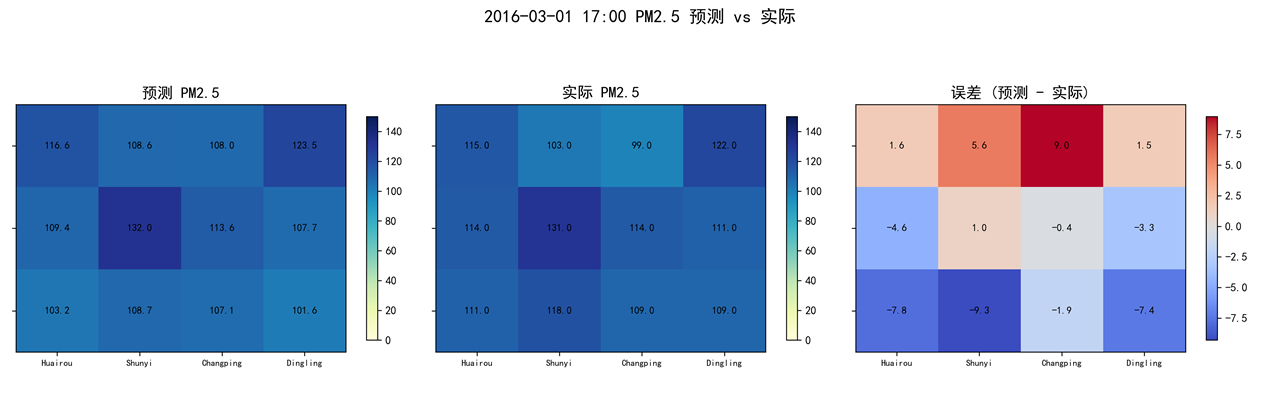 2016-03-01 17:00 PM2.5 预测 vs 实际
预测 PM2.5
116.6 108.6 108.0 123.5
109.4 132.0 113.6 107.7
103.2 108.7 107.1 101.6
Huairou Shunyi Changping Dingling
140
120
100
80
60
40
20
0
实际 PM2.5
115.0 103.0 99.0 122.0
114.0 131.0 114.0 111.0
111.0 118.0 109.0 109.0
Huairou Shunyi Changping Dingling
140
120
100
80
60
40
20
0
误差 (预测 - 实际)
1.6 5.6 9.0 1.5
-4.6 1.0 -0.4 -3.3
-7.8 -9.3 -1.9 -7.4
Huairou Shunyi Changping Dingling
7.5
5.0
2.5
0.0
-2.5
-5.0
-7.5